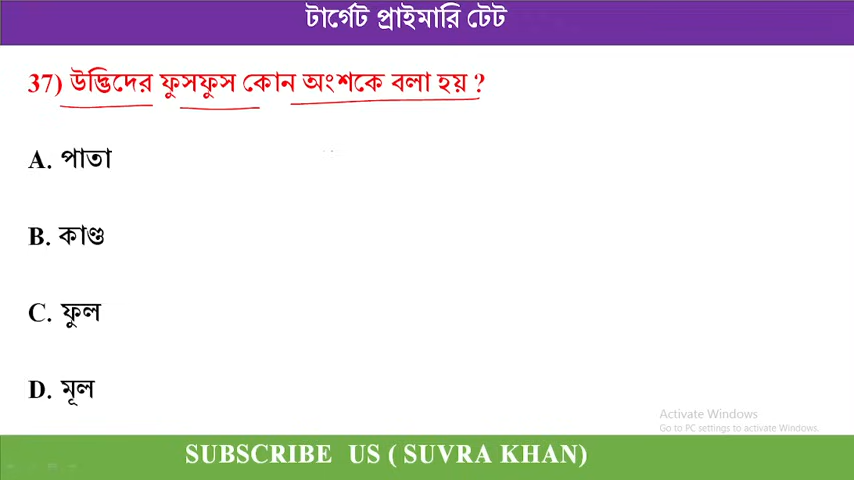 টার্গেট প্রাইমারি টেট
37) উদ্ভিদের ফুসফুস কোন অংশকে বলা হয় ?
A. পাতা
B. কাণ্ড
C. ফুল
D. মূল
Activate Windows
Go to PC settings to activate Windows.
SUBSCRIBE US ( SUVRA KHAN)